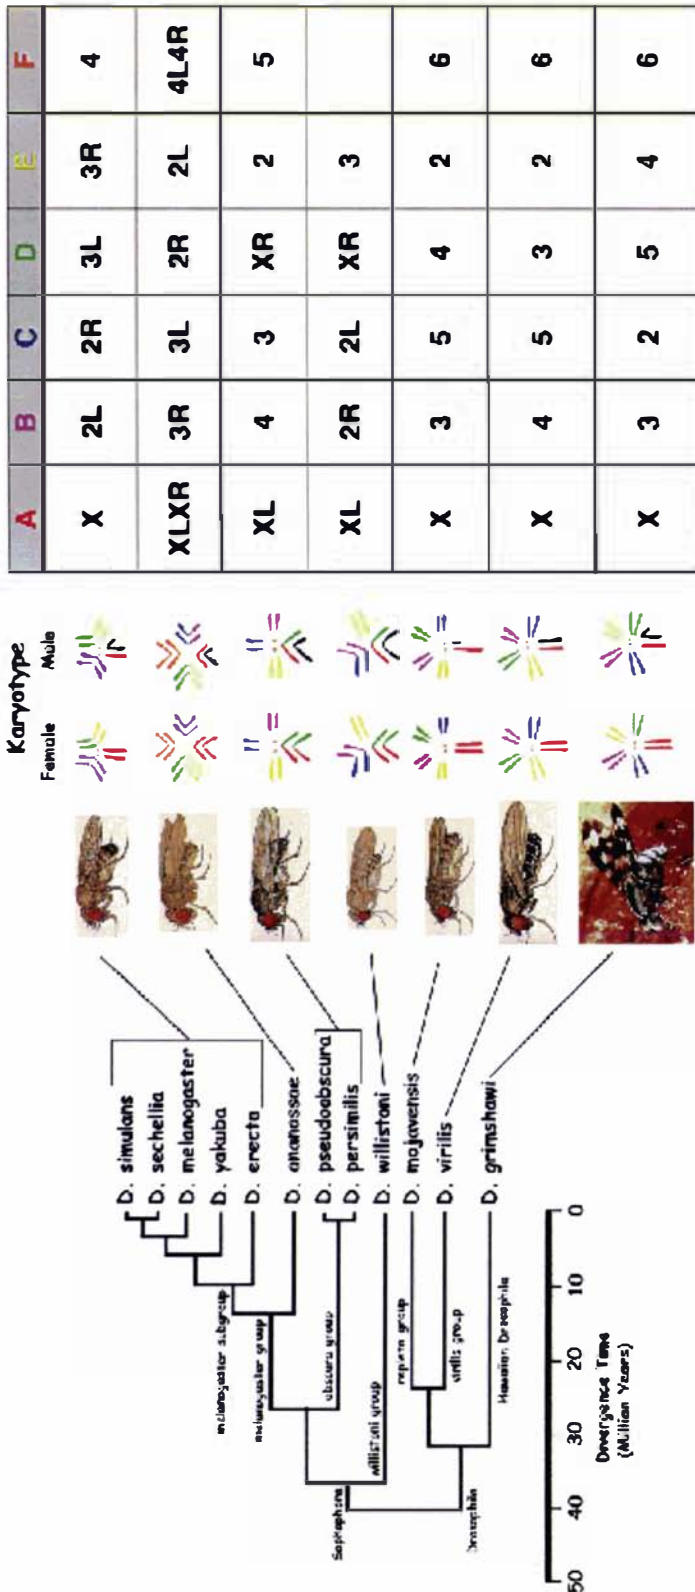 Karyotype
Female Male
A B C D E F
X 2L 2R 3L 3R 4
XLXR 3R 3L 2R 2L 4L4R
XL 4 3 XR 2 5
XL 2R 2L XR 3
X 3 5 4 2 6
X 4 5 3 2 6
X 3 2 5 4 6
D. simulans
D. sechellia
D. melanogaster
D. yakuba
D. erecta
D. ananassae
D. pseudoobscura
D. persimilis
D. willistoni
D. mojavensis
D. virilis
D. grimshawi
melanogaster subgroup
melanogaster group
obscura group
willistoni group
repleta group
virilis group
Hawaiian Drosophila
Sophophora
Drosophila
50 40 30 20 10 0
Divergence Time
(Million Years)